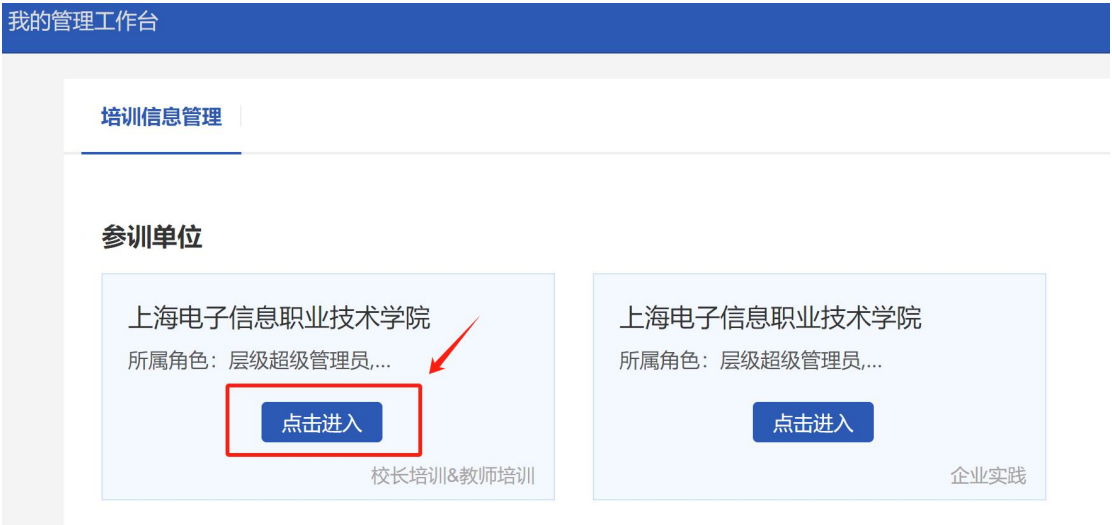 我的管理工作台
培训信息管理
参训单位
上海电子信息职业技术学院
所属角色：层级超级管理员,...
点击进入
校长培训&教师培训
上海电子信息职业技术学院
所属角色：层级超级管理员,...
点击进入
企业实践